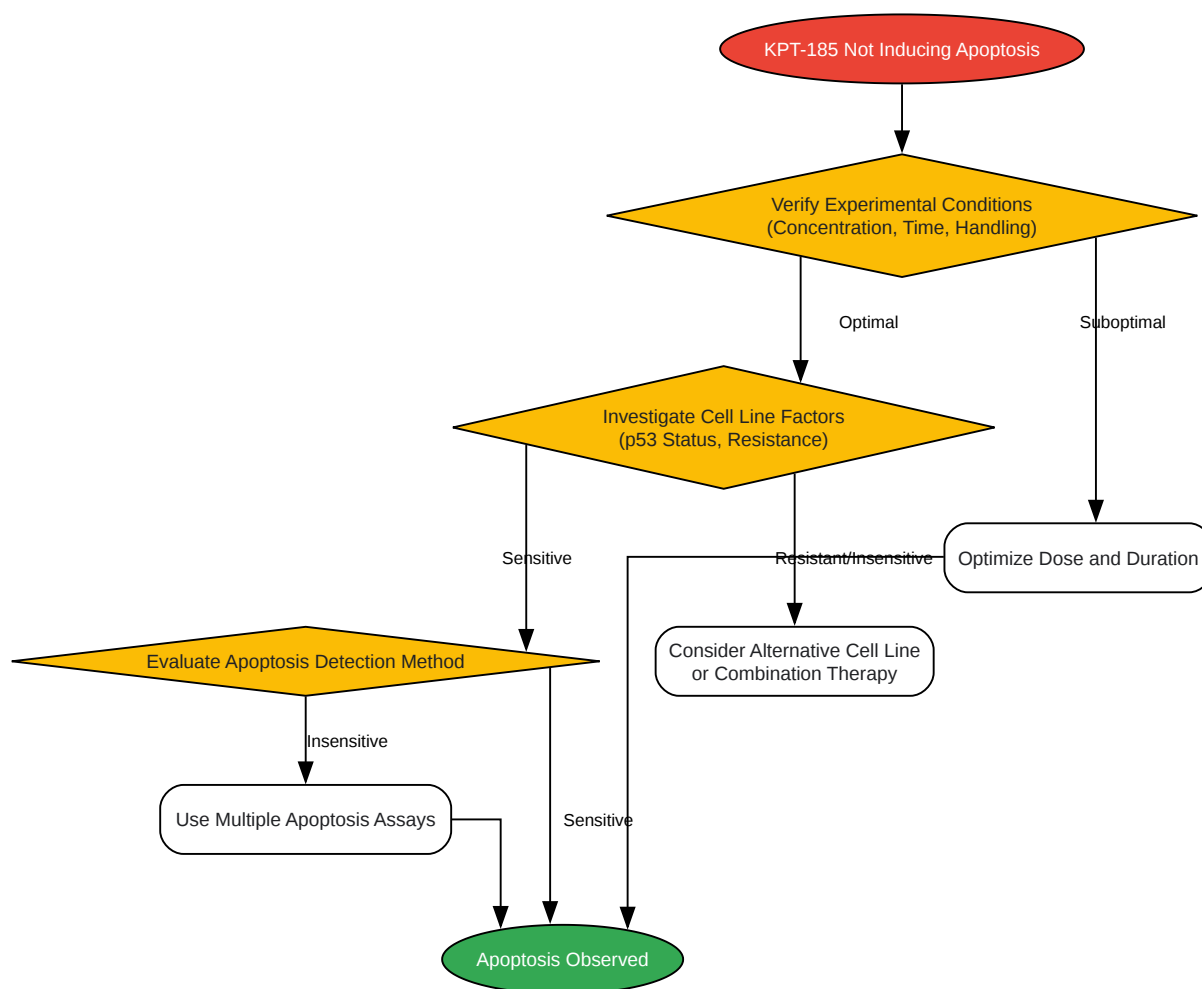 KPT-185 Not Inducing Apoptosis
Verify Experimental Conditions
(Concentration, Time, Handling)
Optimal
Suboptimal
Investigate Cell Line Factors
(p53 Status, Resistance)
Sensitive
Resistant/Insensitive
Optimize Dose and Duration
Evaluate Apoptosis Detection Method
Consider Alternative Cell Line
or Combination Therapy
Insensitive
Use Multiple Apoptosis Assays
Sensitive
Apoptosis Observed